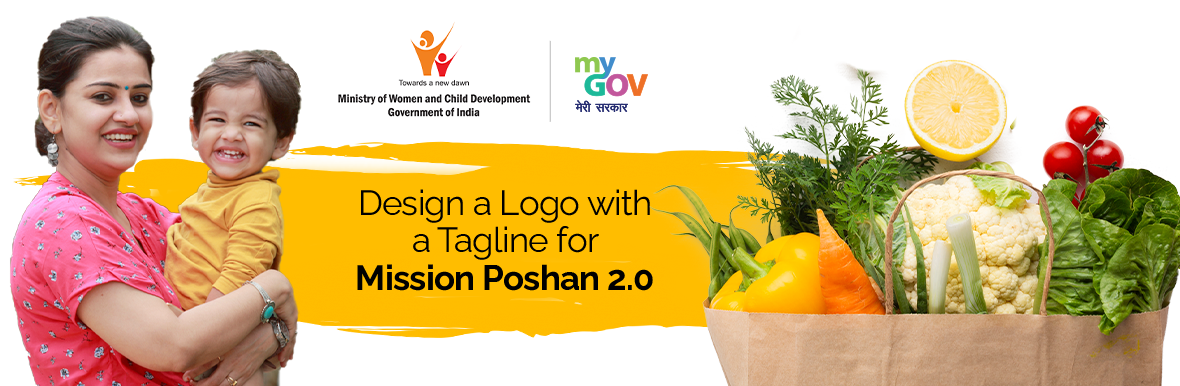 Towards a new dawn
Ministry of Women and Child Development
Government of India
my
GOV
मेरी सरकार
Design a Logo with
a Tagline for
Mission Poshan 2.0